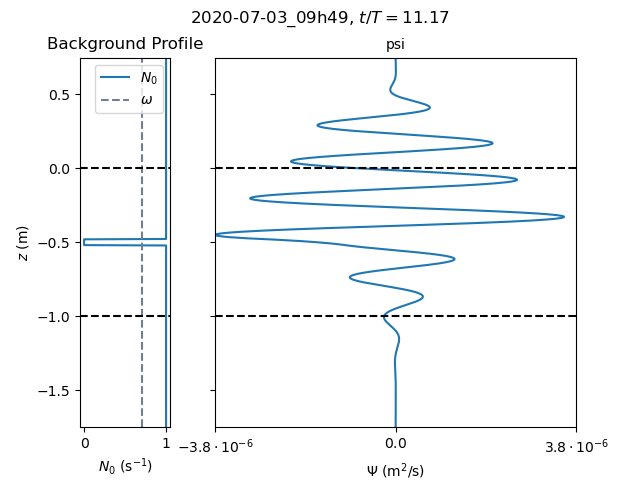 2020-07-03_09h49, t/T = 11.17
Background Profile
psi
N₀
ω
0.5
0.0
−0.5
−1.0
−1.5
z (m)
0
1
N₀ (s⁻¹)
−3.8 · 10⁻⁶
0.0
3.8 · 10⁻⁶
Ψ (m²/s)